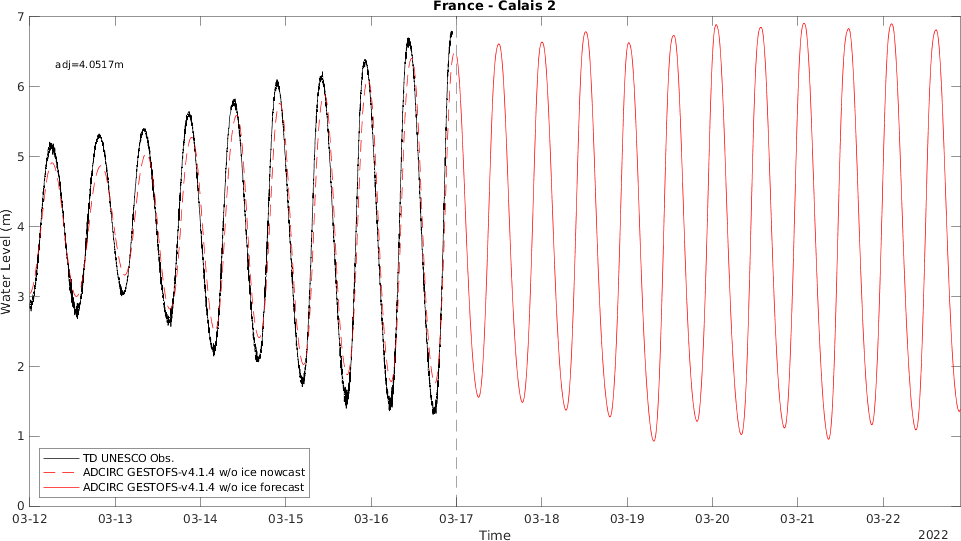 France - Calais 2
adj=4.0517m
Water Level (m)
7
6
5
4
3
2
1
0
TD UNESCO Obs.
ADCIRC GESTOFS-v4.1.4 w/o ice nowcast
ADCIRC GESTOFS-v4.1.4 w/o ice forecast
03-12 03-13 03-14 03-15 03-16 03-17 03-18 03-19 03-20 03-21 03-22
Time
2022